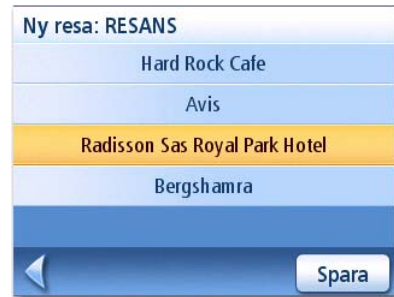 Ny resa: RESANS
Hard Rock Cafe
Avis
Radisson Sas Royal Park Hotel
Bergshamra
Spara